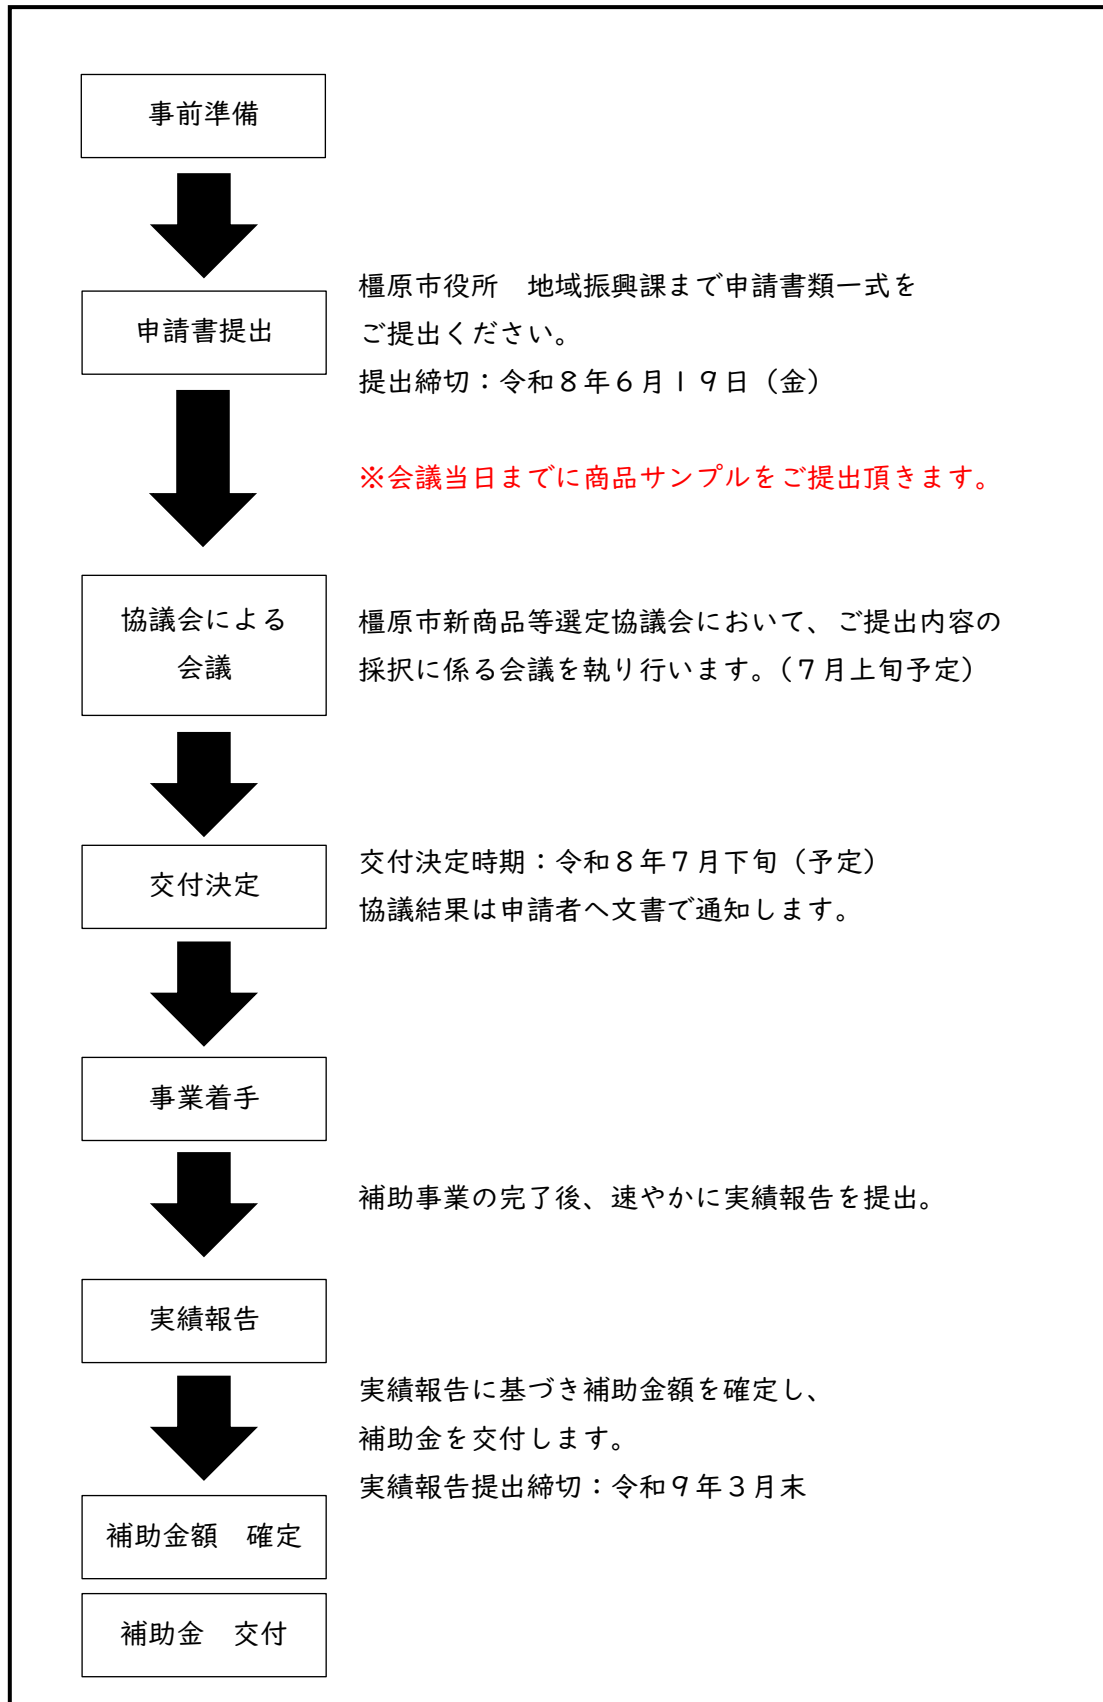 事前準備
申請書提出
橿原市役所　地域振興課まで申請書類一式を
ご提出ください。
提出締切：令和８年６月１９日（金）
※会議当日までに商品サンプルをご提出頂きます。
協議会による
会議
橿原市新商品等選定協議会において、ご提出内容の
採択に係る会議を執り行います。（７月上旬予定）
交付決定
交付決定時期：令和８年７月下旬（予定）
協議結果は申請者へ文書で通知します。
事業着手
補助事業の完了後、速やかに実績報告を提出。
実績報告
実績報告に基づき補助金額を確定し、
補助金を交付します。
実績報告提出締切：令和９年３月末
補助金額　確定
補助金　交付